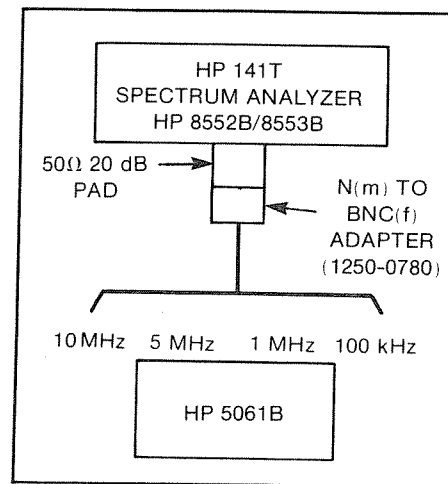 HP 141T
SPECTRUM ANALYZER
HP 8552B/8553B
50Ω 20 dB
PAD
N(m) TO
BNC(f)
ADAPTER
(1250-0780)
10 MHz 5 MHz 1 MHz 100 kHz
HP 5061B